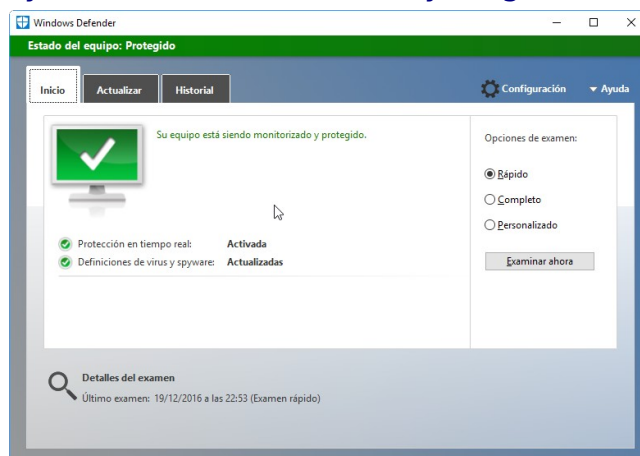 Windows Defender
Estado del equipo: Protegido
Inicio
Actualizar
Historial
Configuración
Ayuda
Su equipo está siendo monitorizado y protegido.
Protección en tiempo real: Activada
Definiciones de virus y spyware: Actualizadas
Opciones de examen:
Rápido
Completo
Personalizado
Examinar ahora
Detalles del examen
Último examen: 19/12/2016 a las 22:53 (Examen rápido)